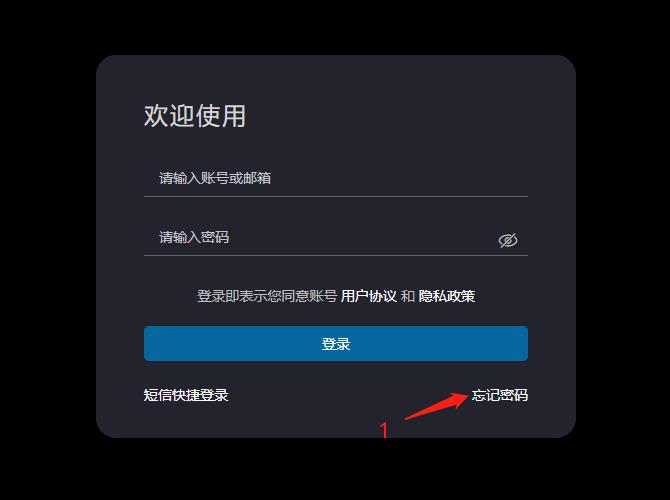 欢迎使用
请输入账号或邮箱
请输入密码
登录即表示您同意账号 用户协议 和 隐私政策
登录
短信快捷登录 忘记密码
1